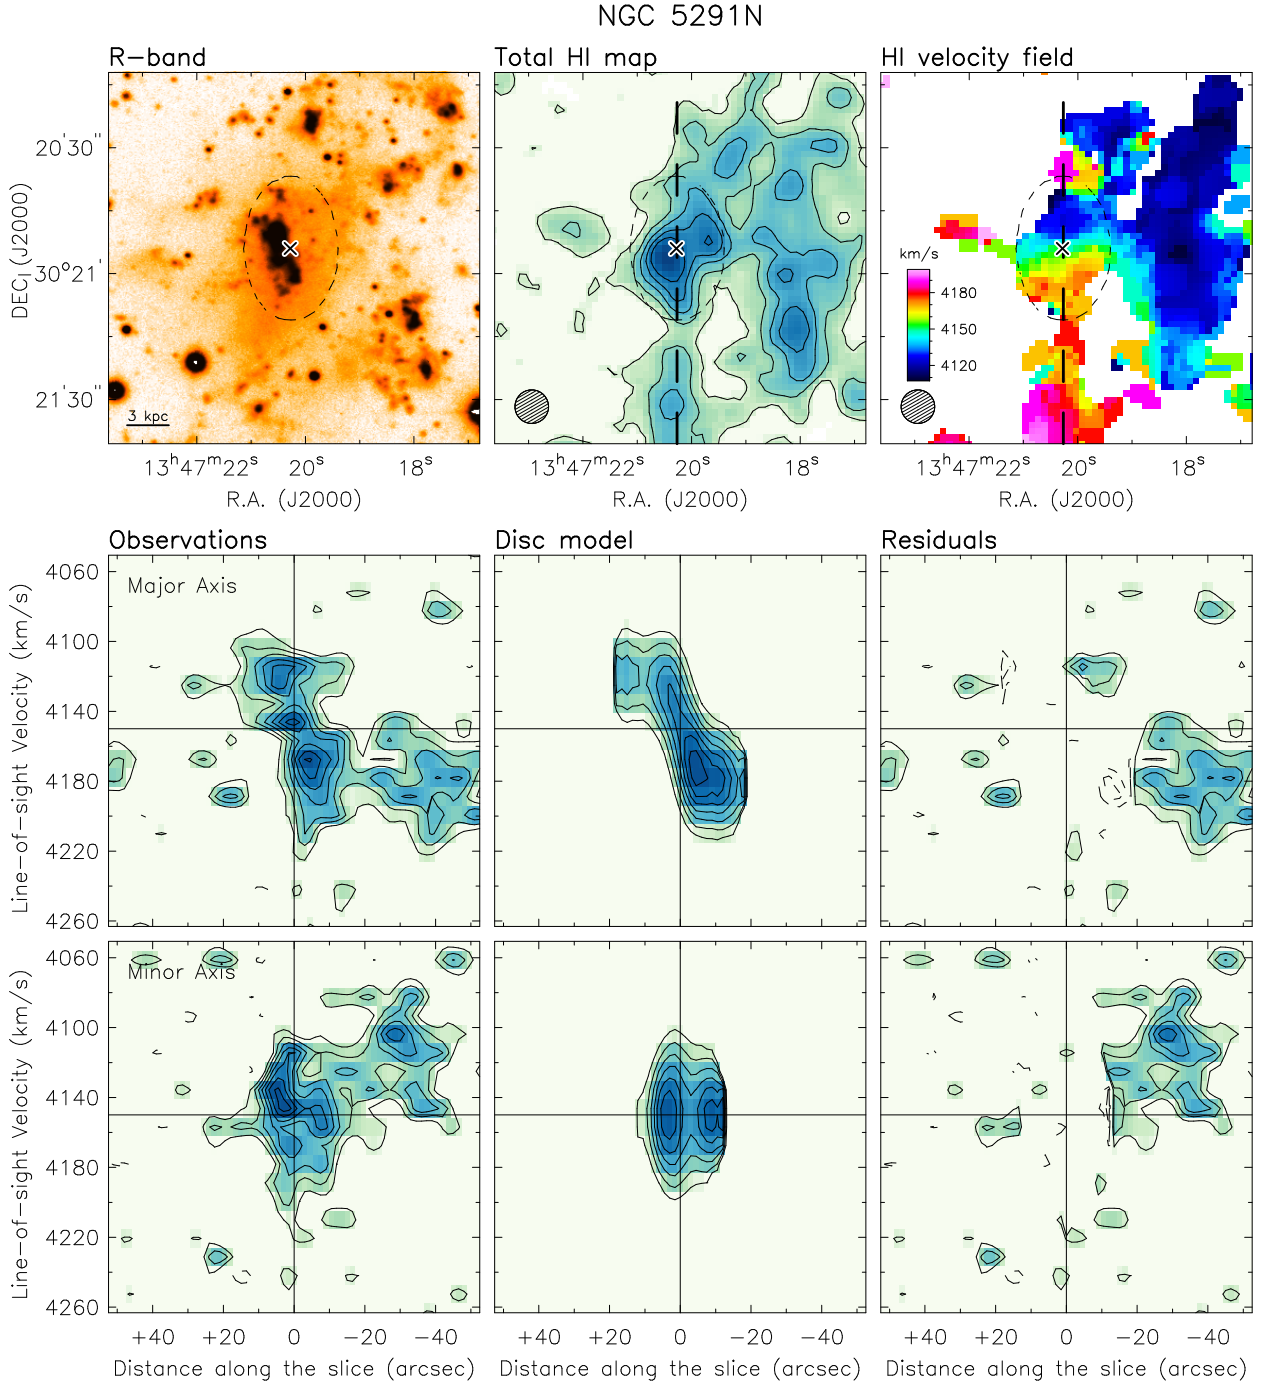 NGC 5291N
R-band
Total HI map
HI velocity field
DEC. (J2000)
20'30"
30°21'
21'30"
3 kpc
km/s
4180
4150
4120
13h47m22s 20s 18s
13h47m22s 20s 18s
13h47m22s 20s 18s
R.A. (J2000)
R.A. (J2000)
R.A. (J2000)
Observations
Disc model
Residuals
Line-of-sight Velocity (km/s)
4060
4100
4140
4180
4220
4260
Major Axis
Line-of-sight Velocity (km/s)
4060
4100
4140
4180
4220
4260
Minor Axis
+40 +20 0 -20 -40
+40 +20 0 -20 -40
+40 +20 0 -20 -40
Distance along the slice (arcsec)
Distance along the slice (arcsec)
Distance along the slice (arcsec)